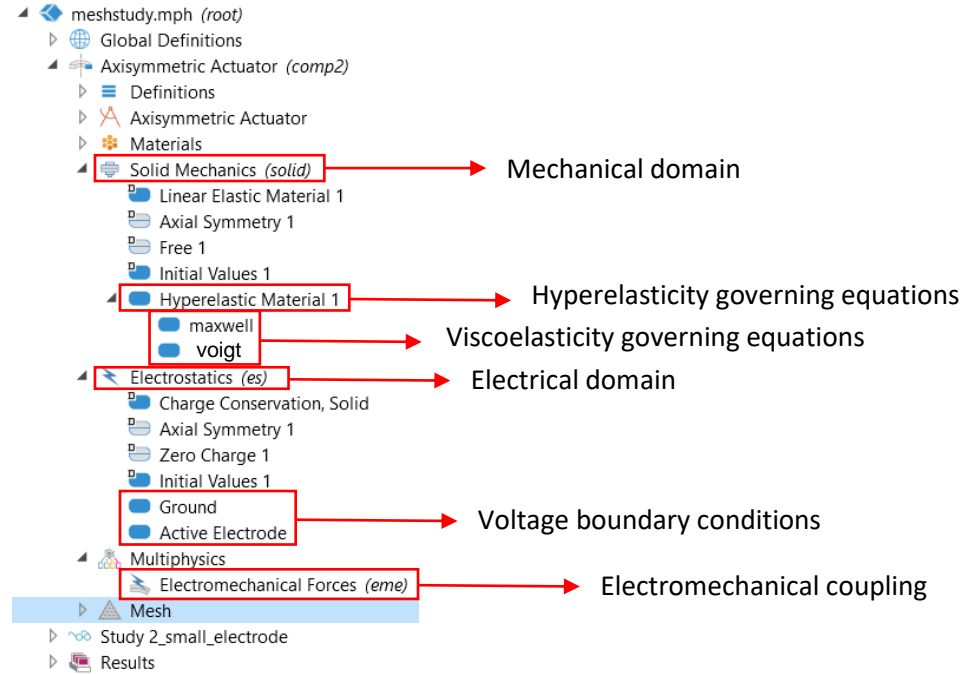 meshstudy.mph (root)
Global Definitions
Axisymmetric Actuator (comp2)
Definitions
Axisymmetric Actuator
Materials
Solid Mechanics (solid) Mechanical domain
Linear Elastic Material 1
Axial Symmetry 1
Free 1
Initial Values 1
Hyperelastic Material 1 Hyperelasticity governing equations
maxwell
Viscoelasticity governing equations
voigt
Electrostatics (es) Electrical domain
Charge Conservation, Solid
Axial Symmetry 1
Zero Charge 1
Initial Values 1
Ground
Voltage boundary conditions
Active Electrode
Multiphysics
Electromechanical Forces (eme) Electromechanical coupling
Mesh
Study 2_small_electrode
Results